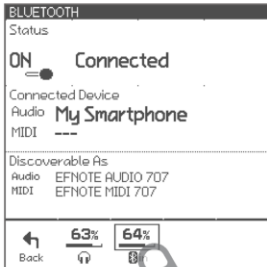 BLUETOOTH
Status
ON Connected
Connected Device
Audio My Smartphone
MIDI ---
Discoverable As
Audio EFNOTE AUDIO 707
MIDI EFNOTE MIDI 707
63% 64%
Back In